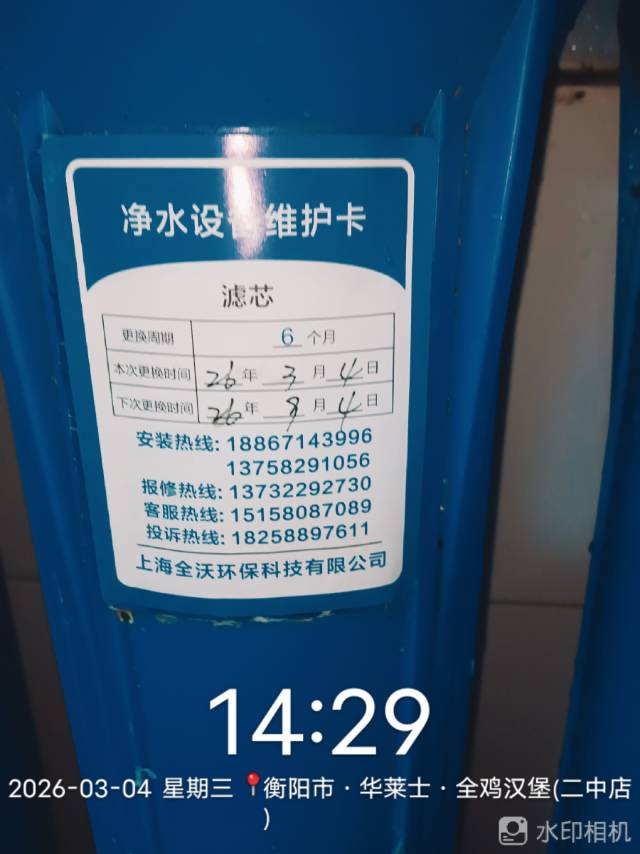 净水设备维护卡
滤芯
更换周期 6 个月
本次更换时间 26 年 3 月 4 日
下次更换时间 26 年 9 月 4 日
安装热线: 18867143996
13758291056
报修热线: 13732292730
客服热线: 15158087089
投诉热线: 18258897611
上海全沃环保科技有限公司
14:29
2026-03-04 星期三 衡阳市·华莱士·全鸡汉堡(二中店
)
水印相机